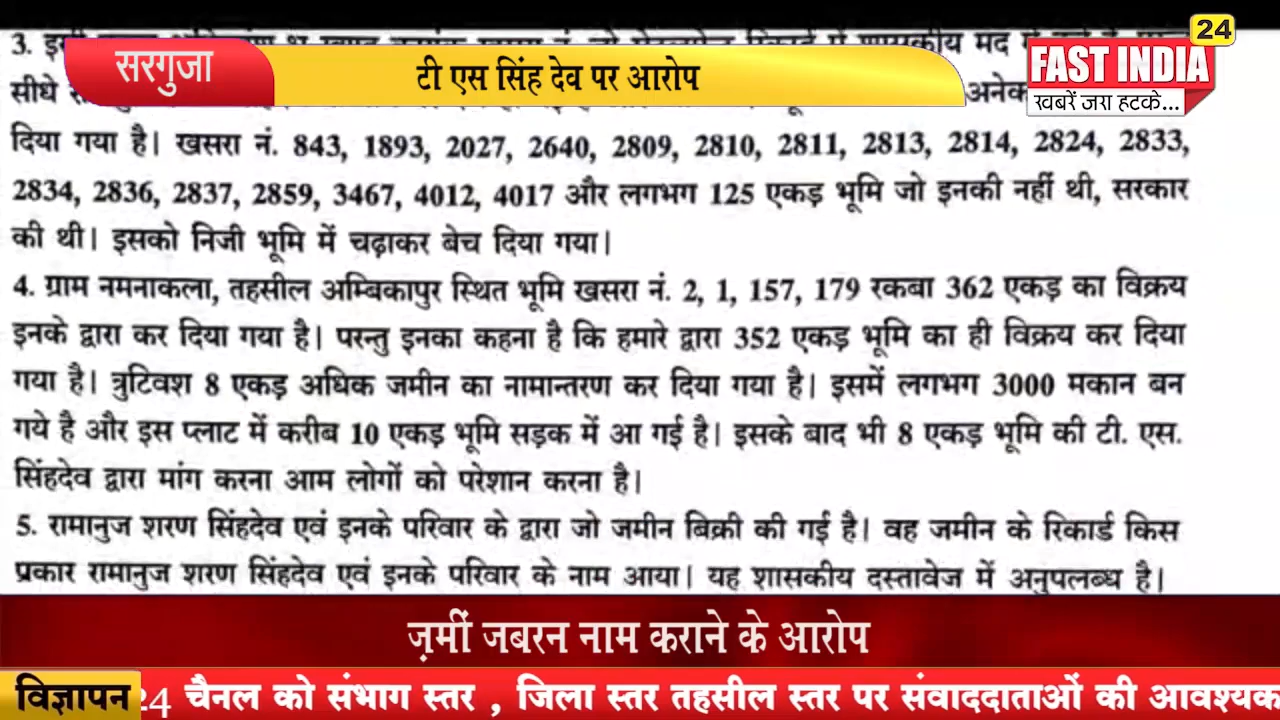 सरगुजा
टी एस सिंह देव पर आरोप
24
FAST INDIA
खबरें जरा हटके...
3.
सीधे
अनेक
दिया गया है। खसरा नं. 843, 1893, 2027, 2640, 2809, 2810, 2811, 2813, 2814, 2824, 2833,
2834, 2836, 2837, 2859, 3467, 4012, 4017 और लगभग 125 एकड़ भूमि जो इनकी नहीं थी, सरकार
की थी। इसको निजी भूमि में चढ़ाकर बेच दिया गया।
4. ग्राम नमनाकला, तहसील अम्बिकापुर स्थित भूमि खसरा नं. 2, 1, 157, 179 रकबा 362 एकड़ का विक्रय
इनके द्वारा कर दिया गया है। परन्तु इनका कहना है कि हमारे द्वारा 352 एकड़ भूमि का ही विक्रय कर दिया
गया है। त्रुटिवश 8 एकड़ अधिक जमीन का नामान्तरण कर दिया गया है। इसमें लगभग 3000 मकान बन
गये है और इस प्लाट में करीब 10 एकड़ भूमि सड़क में आ गई है। इसके बाद भी 8 एकड़ भूमि की टी. एस.
सिंहदेव द्वारा मांग करना आम लोगों को परेशान करना है।
5. रामानुज शरण सिंहदेव एवं इनके परिवार के द्वारा जो जमीन बिक्री की गई है। वह जमीन के रिकार्ड किस
प्रकार रामानुज शरण सिंहदेव एवं इनके परिवार के नाम आया। यह शासकीय दस्तावेज में अनुपलब्ध है।
ज़मीं जबरन नाम कराने के आरोप
विज्ञापन
24 चैनल को संभाग स्तर , जिला स्तर तहसील स्तर पर संवाददाताओं की आवश्यक